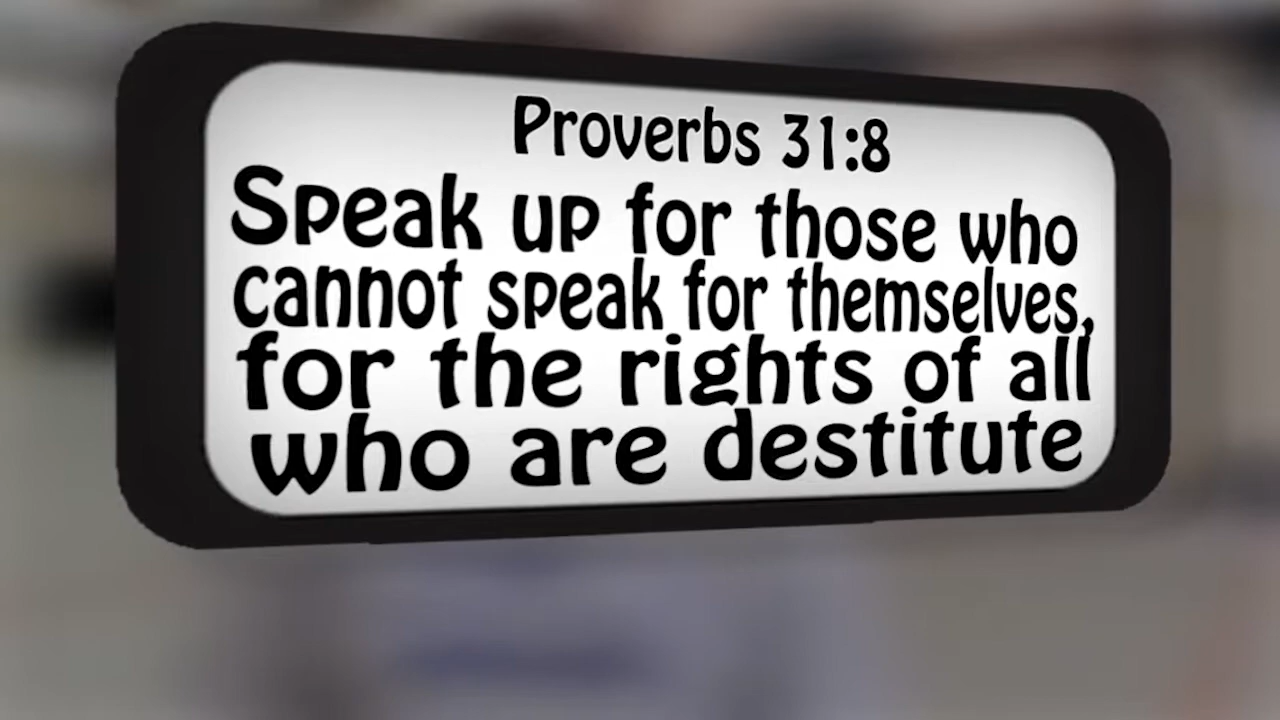 Proverbs 31:8
Speak up for those who
cannot speak for themselves,
for the rights of all
who are destitute